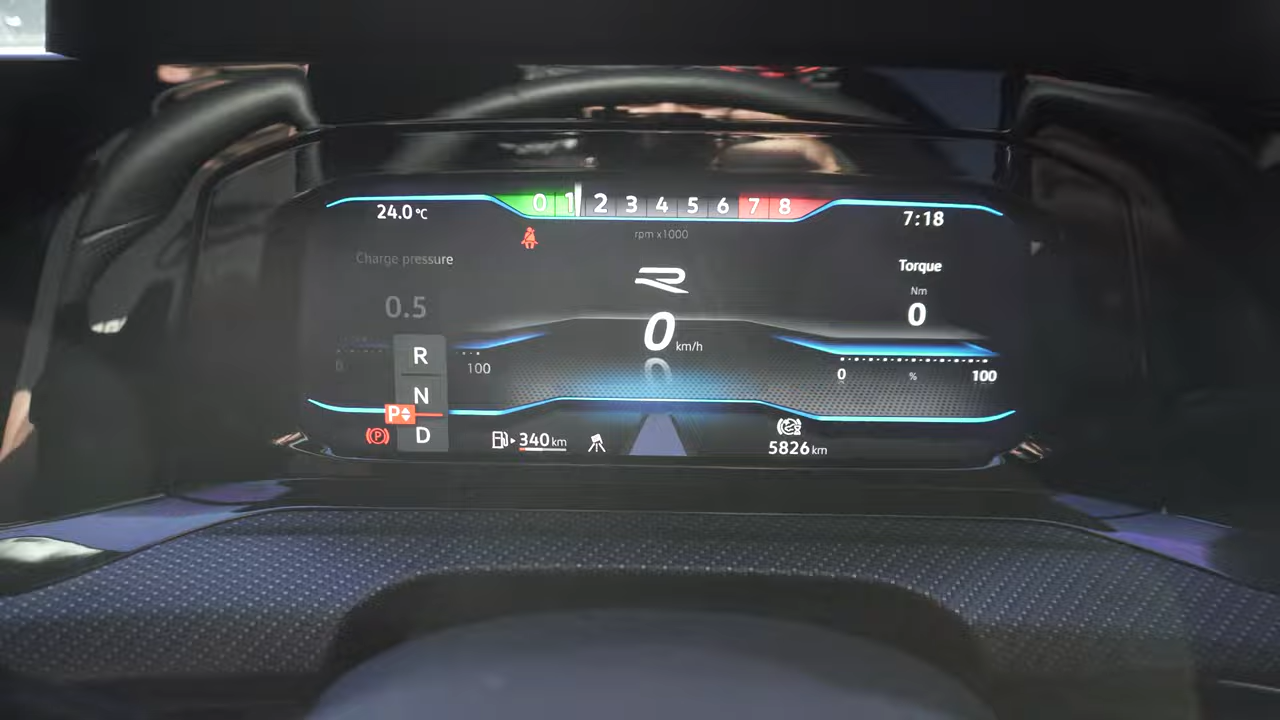 0 1 2 3 4 5 6 7 8
24.0 °C
7:18
rpm x1000
Charge pressure
Torque
R
Nm
0.5
0
0 km/h
R
0 100
0 % 100
N
P
P
D
340 km
5826 km